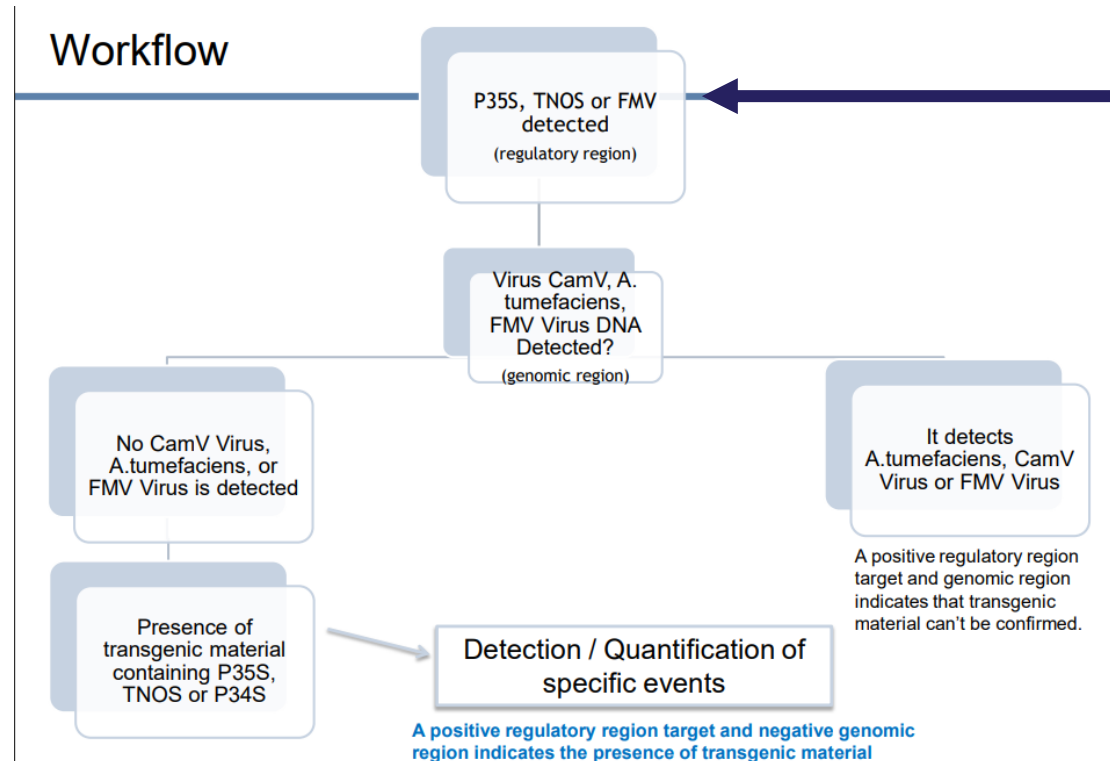 Workflow
P35S, TNOS or FMV
detected
(regulatory region)
Virus CamV, A.
tumefaciens,
FMV Virus DNA
Detected?
(genomic region)
No CamV Virus,
A.tumefaciens, or
FMV Virus is detected
It detects
A.tumefaciens, CamV
Virus or FMV Virus
A positive regulatory region
target and genomic region
indicates that transgenic
material can't be confirmed.
Presence of
transgenic material
containing P35S,
TNOS or P34S
Detection / Quantification of
specific events
A positive regulatory region target and negative genomic
region indicates the presence of transgenic material